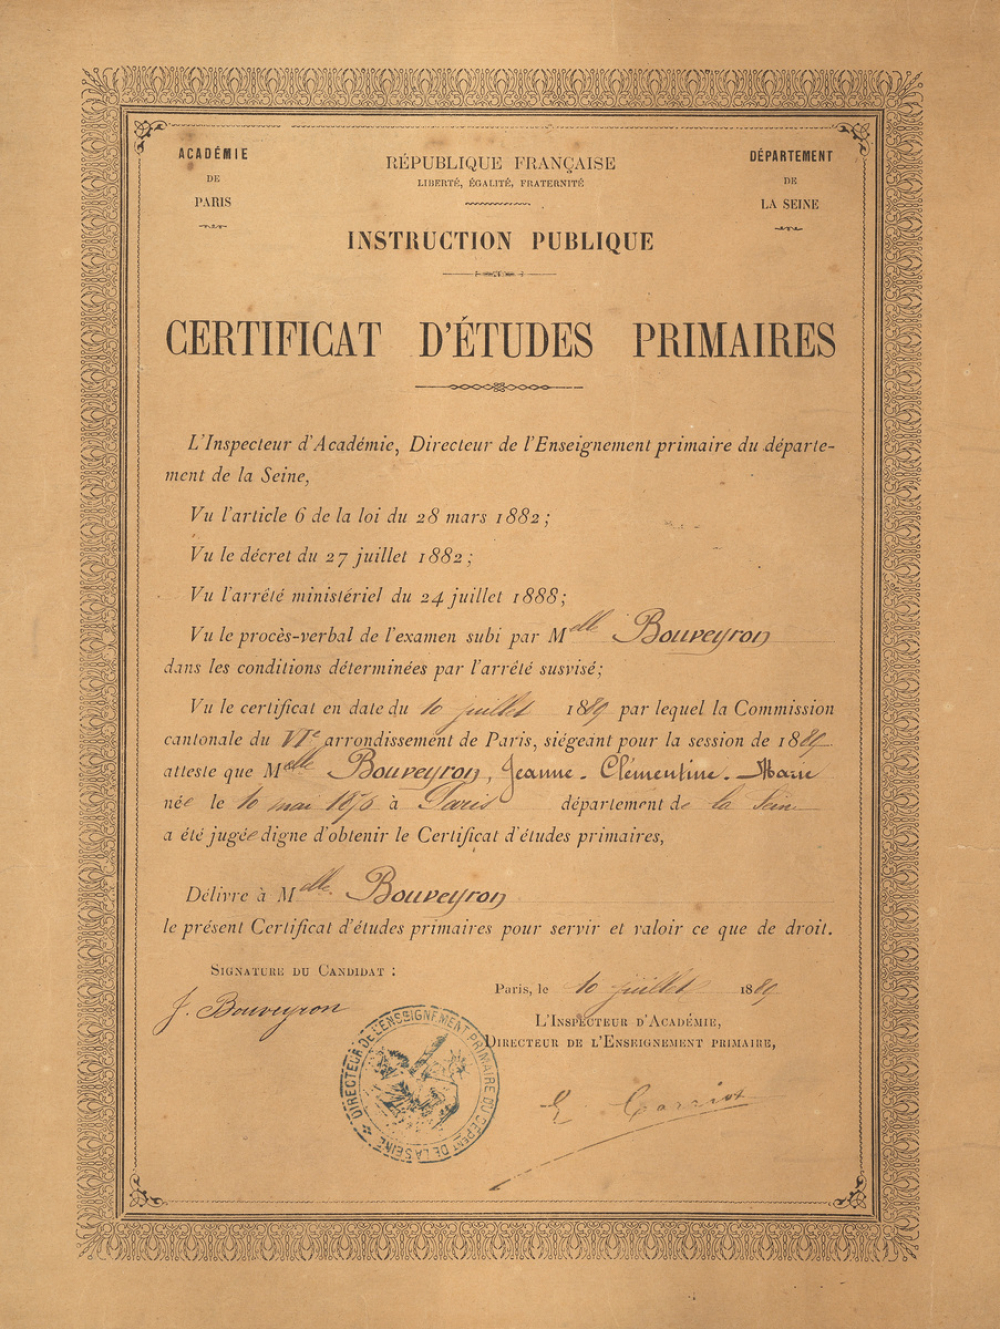 ACADÉMIE
DE
PARIS
RÉPUBLIQUE FRANÇAISE
LIBERTÉ, ÉGALITÉ, FRATERNITÉ
DÉPARTEMENT
DE
LA SEINE
INSTRUCTION PUBLIQUE
CERTIFICAT D'ÉTUDES PRIMAIRES
L'Inspecteur d'Académie, Directeur de l'Enseignement primaire du départe-
ment de la Seine,
Vu l'article 6 de la loi du 28 mars 1882;
Vu le décret du 27 juillet 1882;
Vu l'arrêté ministériel du 24 juillet 1888;
Vu le procès-verbal de l'examen subi par Melle Bouveyron
dans les conditions déterminées par l'arrêté susvisé;
Vu le certificat en date du 10 juillet 1889 par lequel la Commission
cantonale du VIe arrondissement de Paris, siégeant pour la session de 1889
atteste que Melle Bouveyron, Jeanne-Clémentine-Marie
née le 10 mai 1876 à Paris département de la Seine
a été jugée digne d'obtenir le Certificat d'études primaires,
Délivré à Melle Bouveyron
le présent Certificat d'études primaires pour servir et valoir ce que de droit.
SIGNATURE DU CANDIDAT :
J. Bouveyron
Paris, le 10 juillet 1889
L'INSPECTEUR D'ACADÉMIE,
DIRECTEUR DE L'ENSEIGNEMENT PRIMAIRE,
E. Carriot
DIRECTEUR DE L'ENSEIGNEMENT PRIMAIRE DU DÉPENT DE LA SEINE